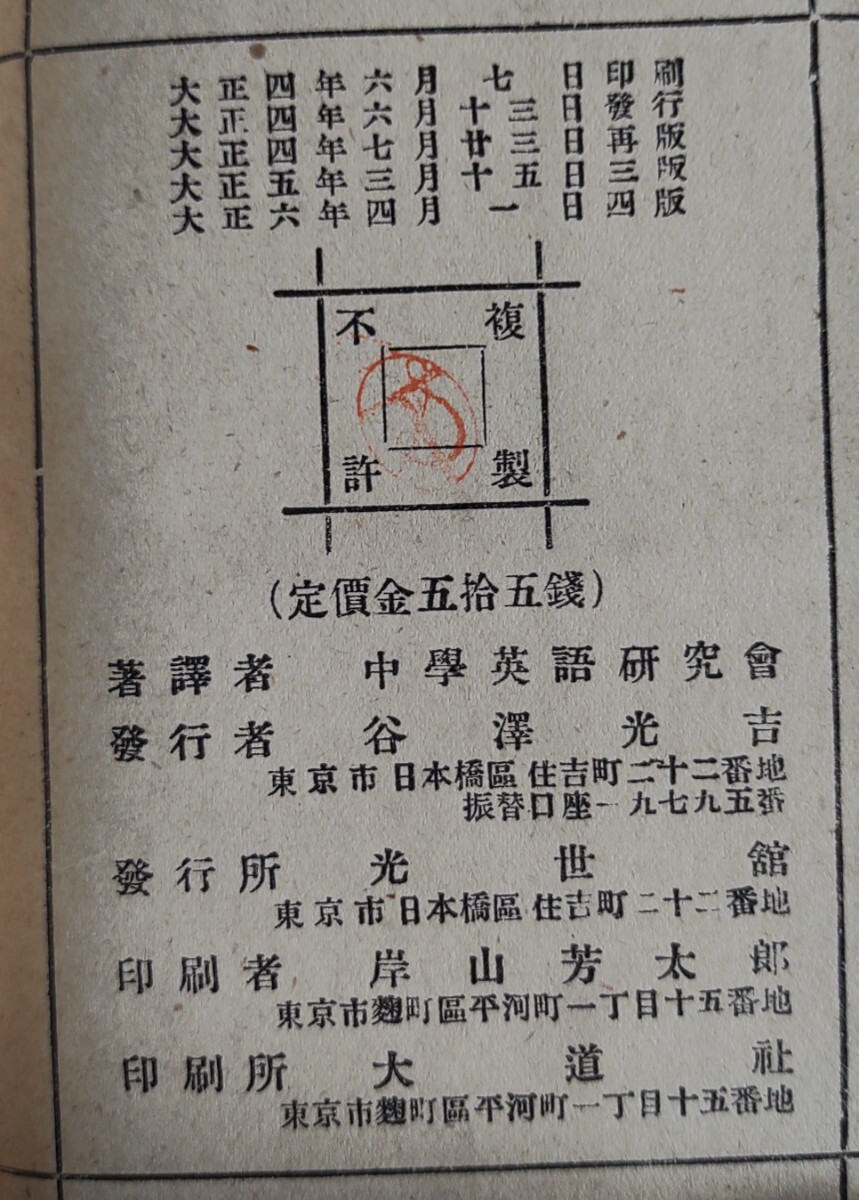 大正四年六月七日印刷
大正四年六月十三日發行
大正四年七月廿三日再版
大正五年三月十五日三版
大正六年四月一日四版
不 複
許 製
(定價金五拾五錢)
著譯者 中學英語研究會
發行者 谷澤光吉
東京市日本橋區住吉町二十二番地
振替口座一九七九五番
發行所 光世舘
東京市日本橋區住吉町二十二番地
印刷者 岸山芳太郎
東京市麴町區平河町一丁目十五番地
印刷所 大道社
東京市麴町區平河町一丁目十五番地